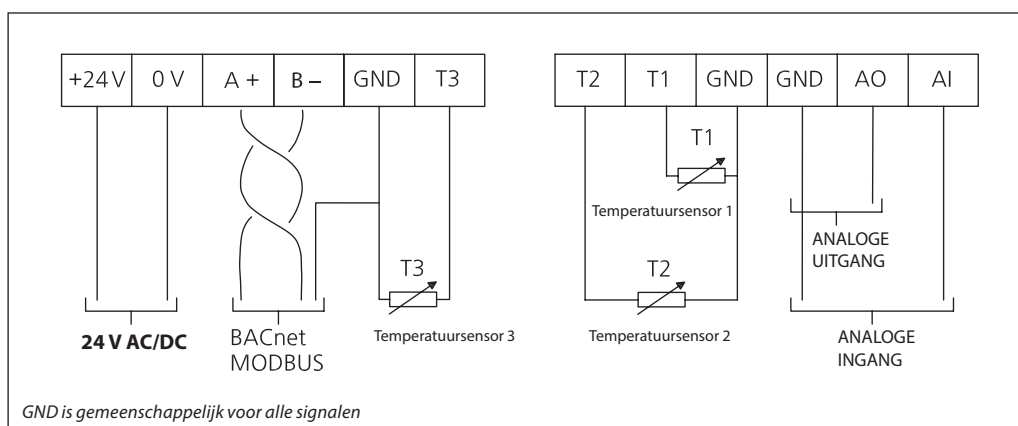 +24 V 0 V A + B – GND T3
T2 T1 GND GND AO AI
T1
Temperatuursensor 1
ANALOGE
UITGANG
T3
Temperatuursensor 3
T2
Temperatuursensor 2
24 V AC/DC
BACnet
MODBUS
ANALOGE
INGANG
GND is gemeenschappelijk voor alle signalen